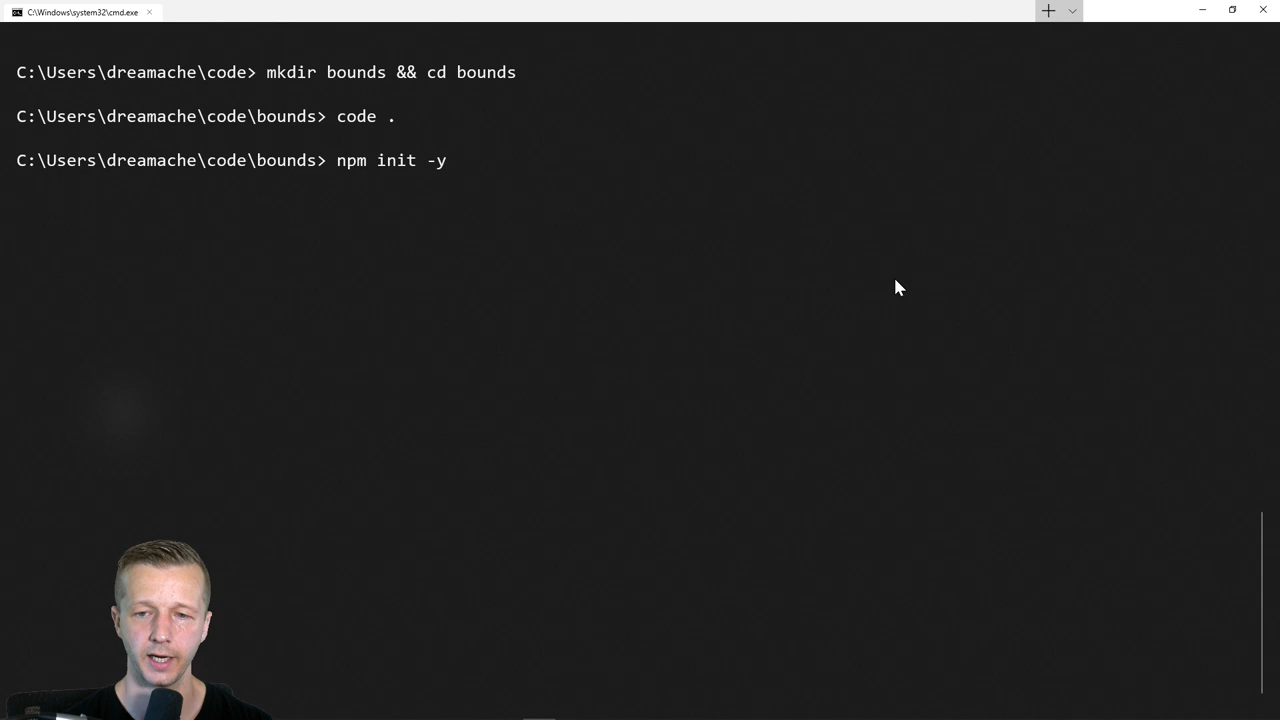 C:\Windows\system32\cmd.exe
C:\Users\dreamache\code> mkdir bounds && cd bounds
C:\Users\dreamache\code\bounds> code .
C:\Users\dreamache\code\bounds> npm init -y